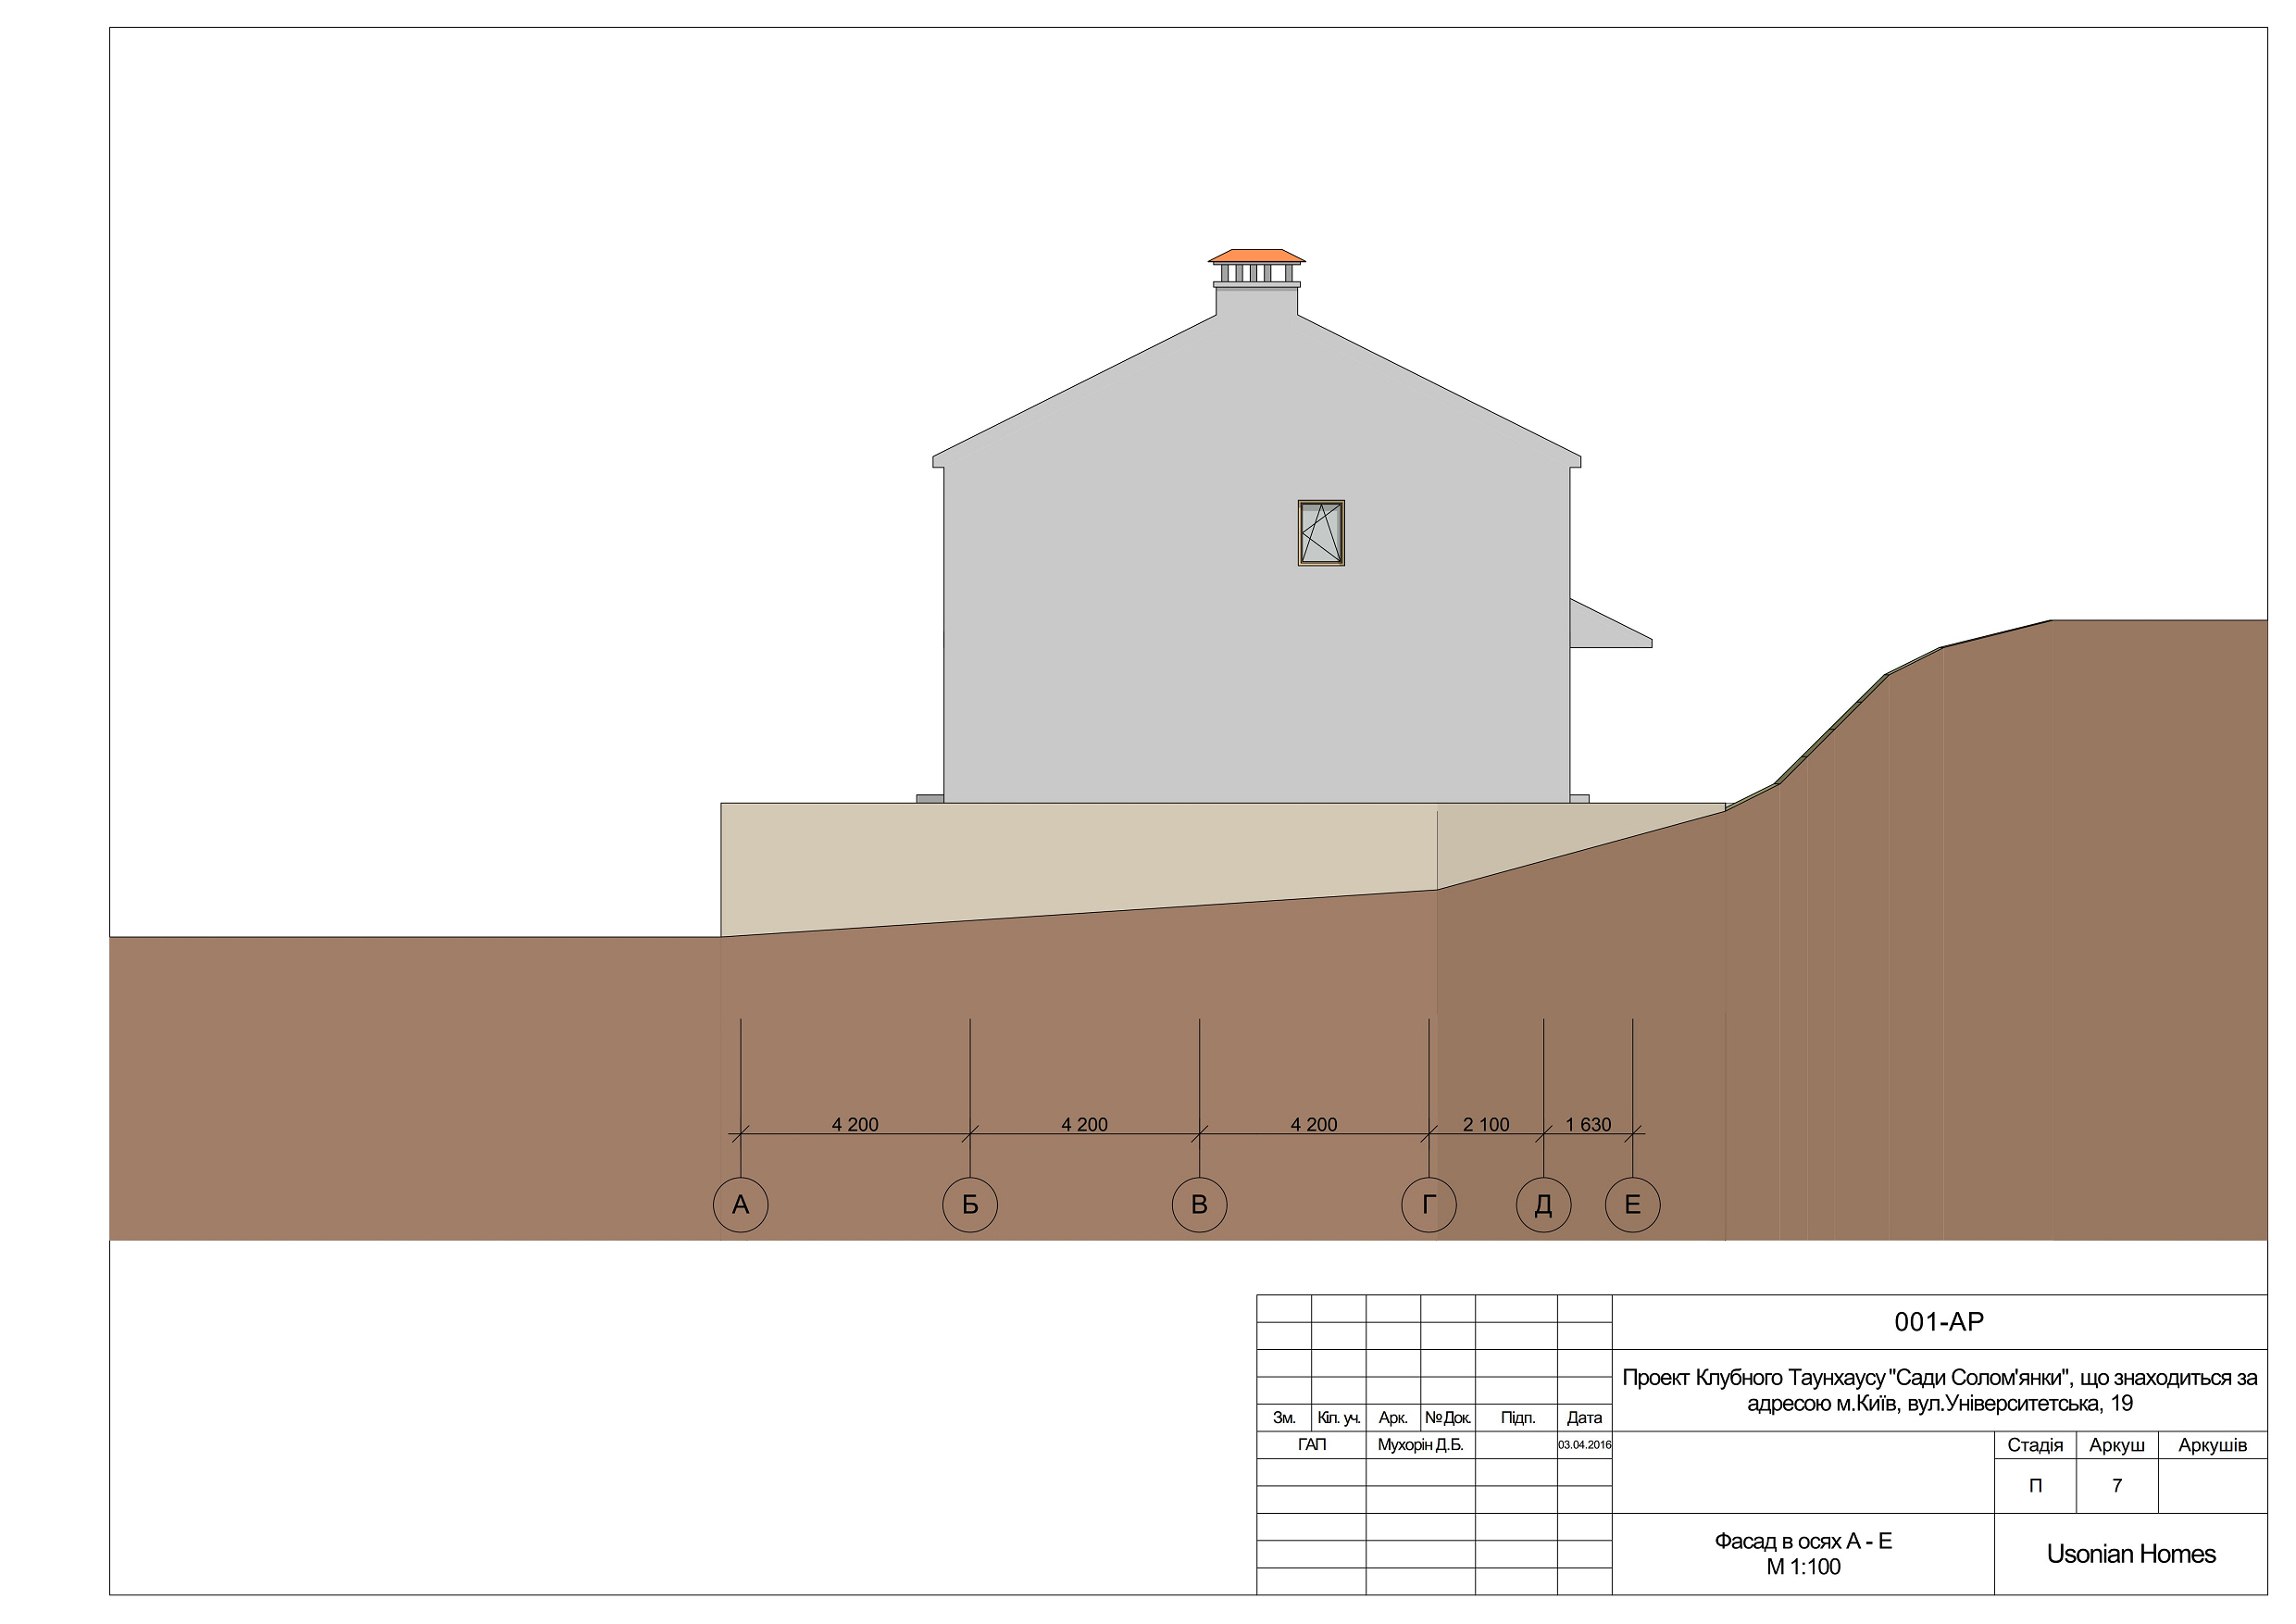 4 200 4 200 4 200 2 100 1 630
А Б В Г Д Е
001-АР
Проект Клубного Таунхаусу "Сади Солом'янки", що знаходиться за
адресою м.Київ, вул.Університетська, 19
Зм. Кіл. уч. Арк. №Док. Підп. Дата
ГАП Мухорін Д.Б. 03.04.2016
Стадія Аркуш Аркушів
П 7
Фасад в осях А - Е
М 1:100
Usonian Homes